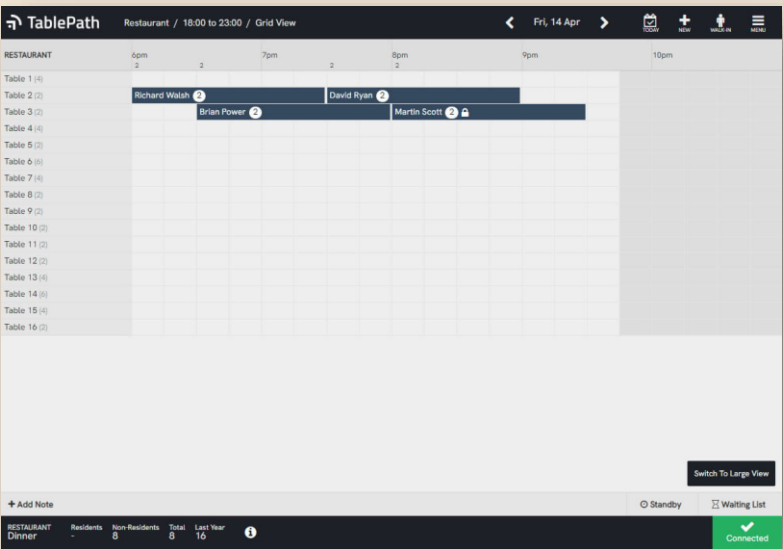 TablePath Restaurant / 18:00 to 23:00 / Grid View Fri, 14 Apr TODAY NEW WALK-IN MENU
RESTAURANT 6pm 7pm 8pm 9pm 10pm
2 2 2 2
Table 1 (4)
Table 2 (2) Richard Walsh 2 David Ryan 2
Table 3 (2) Brian Power 2 Martin Scott 2
Table 4 (4)
Table 5 (2)
Table 6 (6)
Table 7 (4)
Table 8 (2)
Table 9 (2)
Table 10 (2)
Table 11 (2)
Table 12 (2)
Table 13 (4)
Table 14 (6)
Table 15 (4)
Table 16 (2)
Switch To Large View
+ Add Note Standby Waiting List
RESTAURANT Residents Non-Residents Total Last Year
Dinner - 8 8 16 Connected